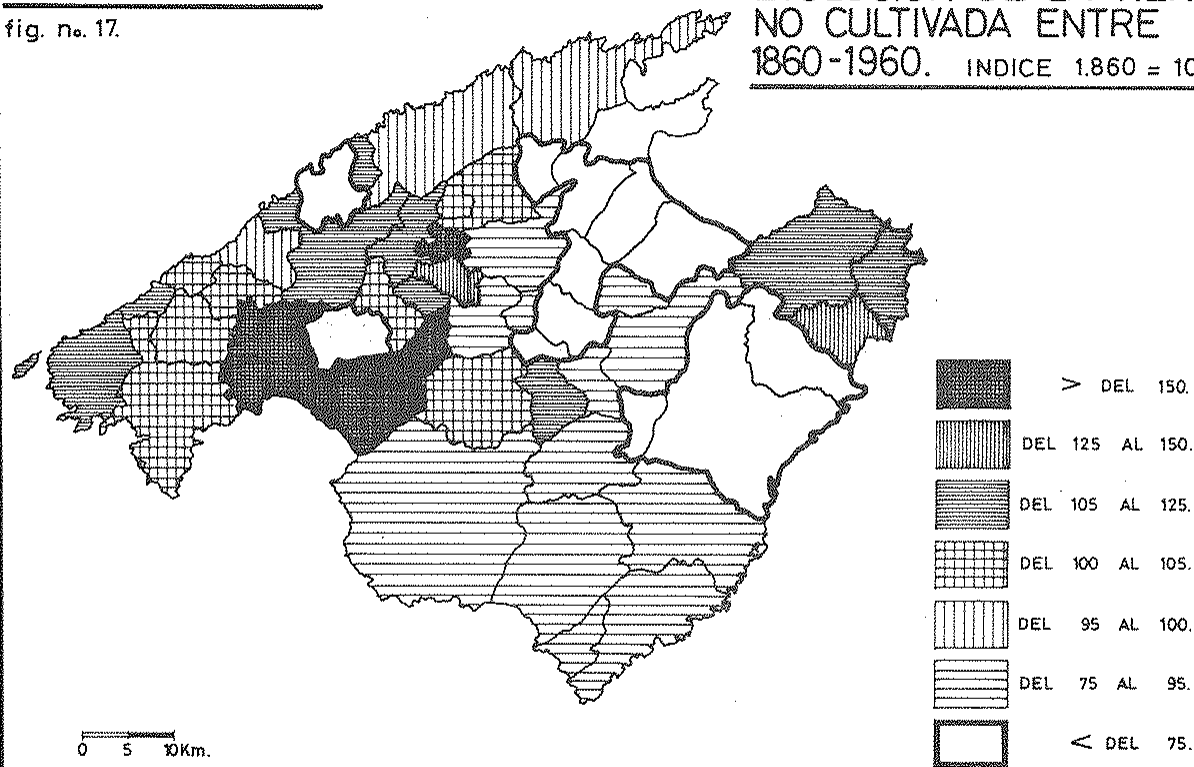 fig. no. 17.
NO CULTIVADA ENTRE
1860-1960. INDICE 1.860 = 10
> DEL 150.
DEL 125 AL 150.
DEL 105 AL 125.
DEL 100 AL 105.
DEL 95 AL 100.
DEL 75 AL 95.
< DEL 75.
0 5 10Km.